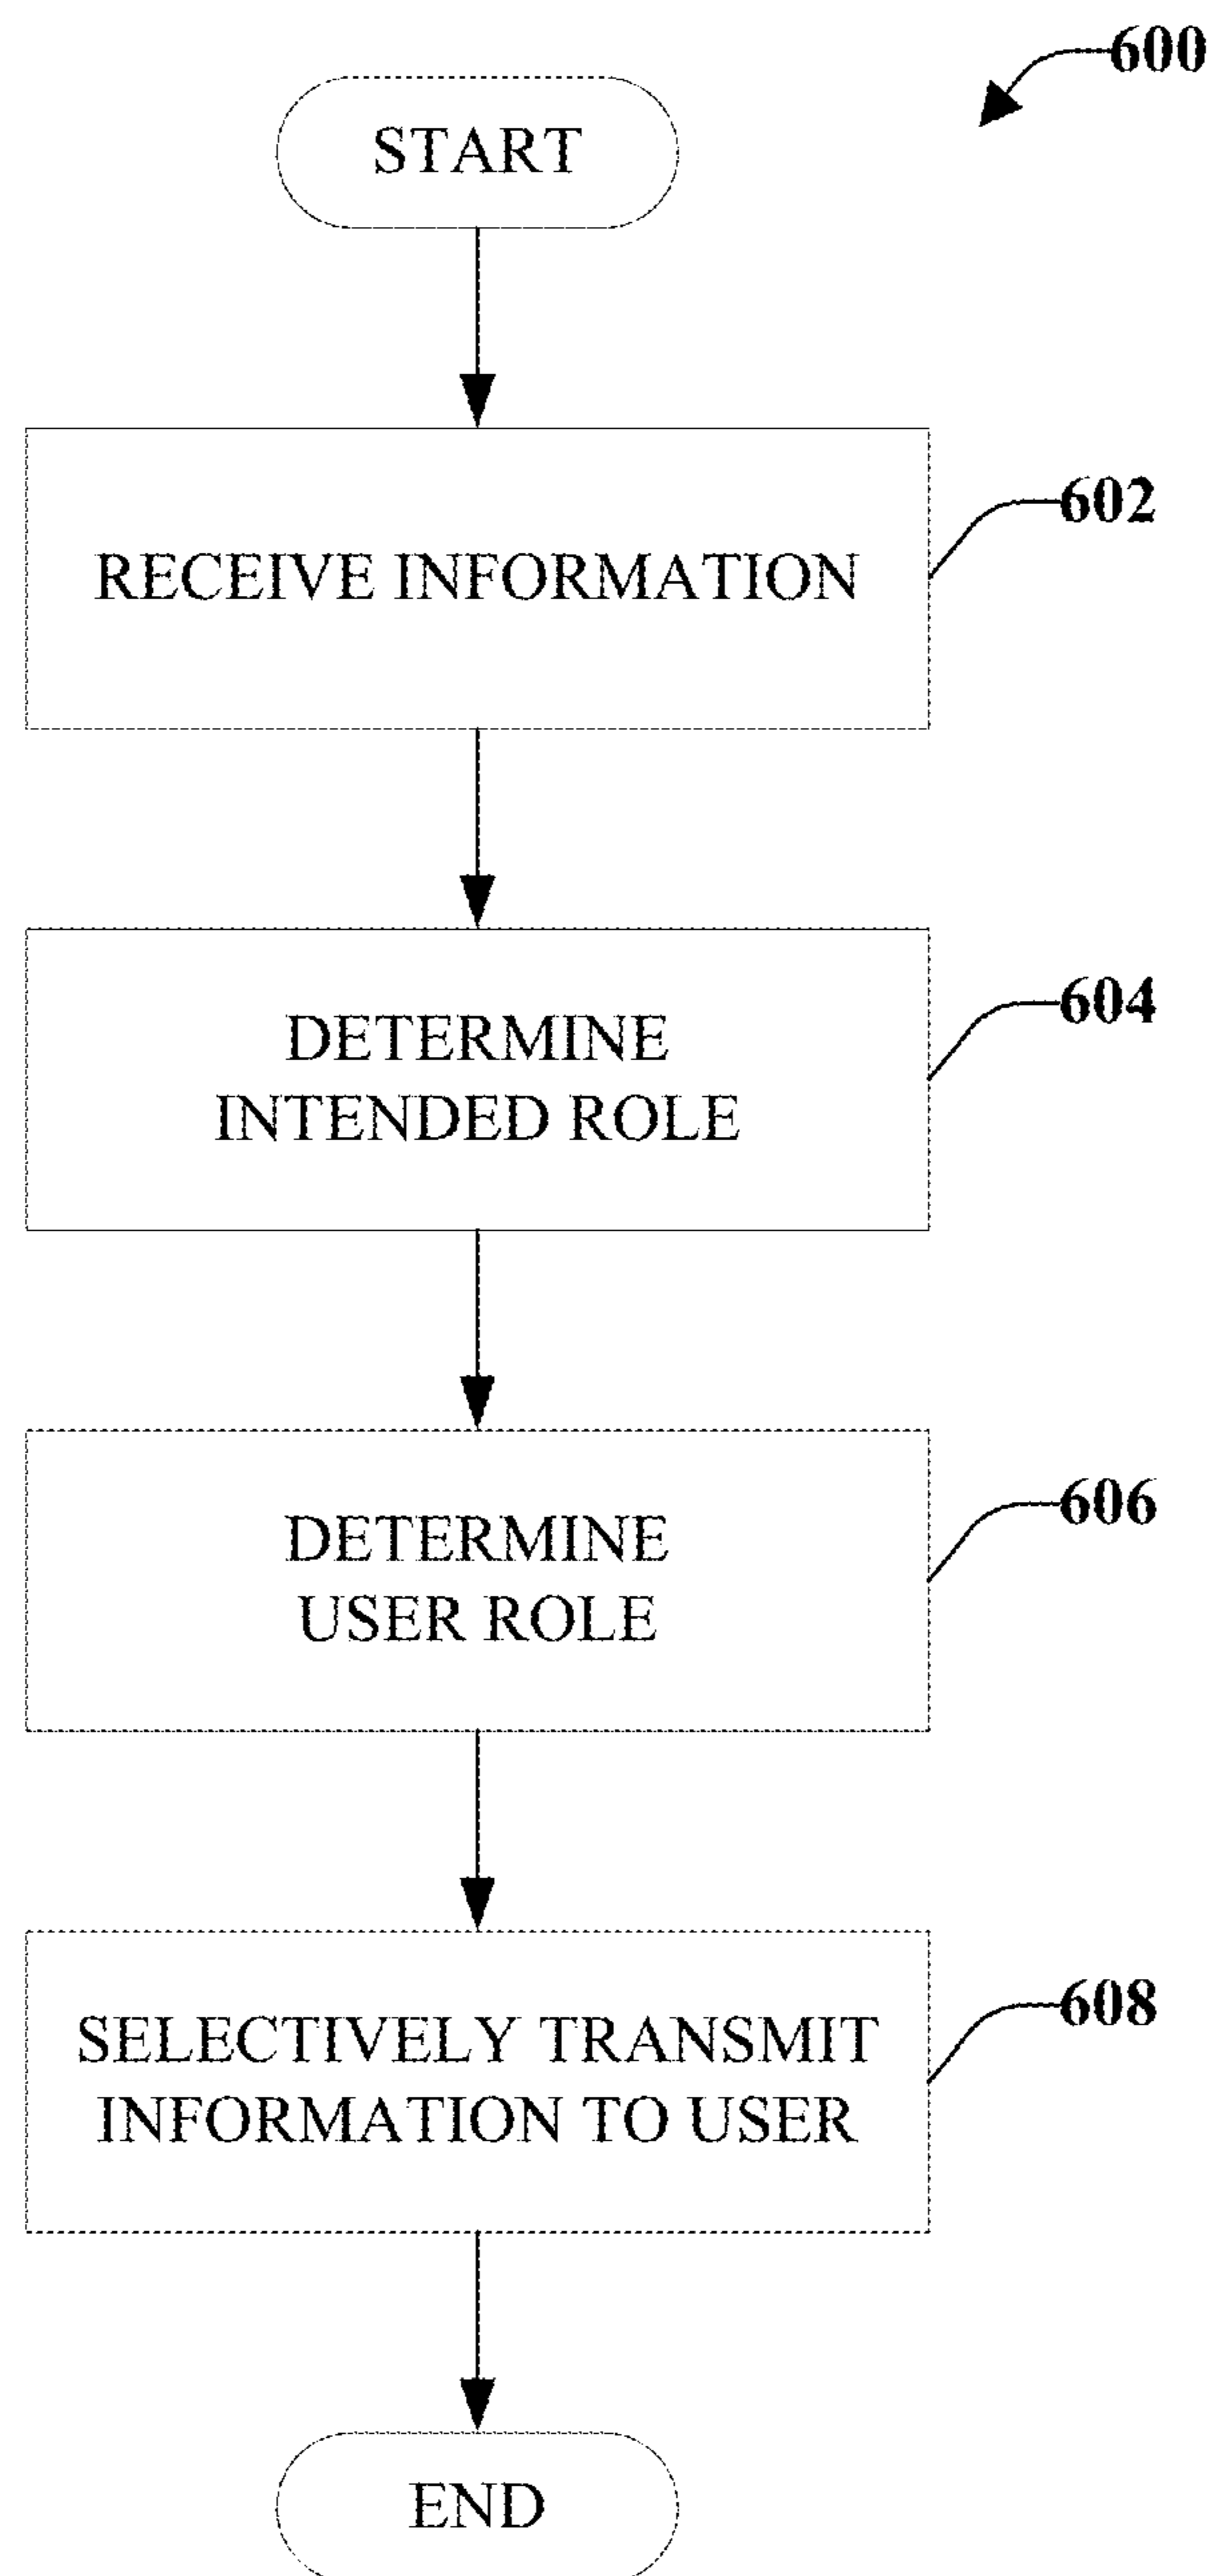 600
START
RECEIVE INFORMATION
602
DETERMINE
INTENDED ROLE
604
DETERMINE
USER ROLE
606
SELECTIVELY TRANSMIT
INFORMATION TO USER
608
END